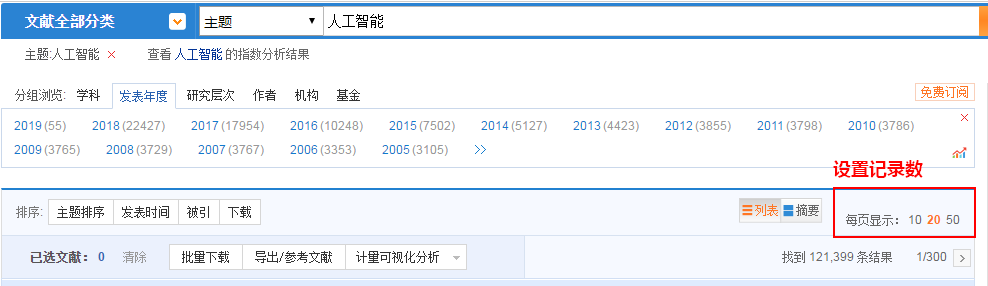 文献全部分类 主题 人工智能
主题:人工智能 × 查看 人工智能 的指数分析结果
分组浏览: 学科 发表年度 研究层次 作者 机构 基金 免费订阅
2019 (55) 2018 (22427) 2017 (17954) 2016 (10248) 2015 (7502) 2014 (5127) 2013 (4423) 2012 (3855) 2011 (3798) 2010 (3786)
2009 (3765) 2008 (3729) 2007 (3767) 2006 (3353) 2005 (3105) >>
设置记录数
排序: 主题排序 发表时间 被引 下载 列表 摘要 每页显示: 10 20 50
已选文献: 0 清除 批量下载 导出/参考文献 计量可视化分析 找到 121,399 条结果 1/300 >